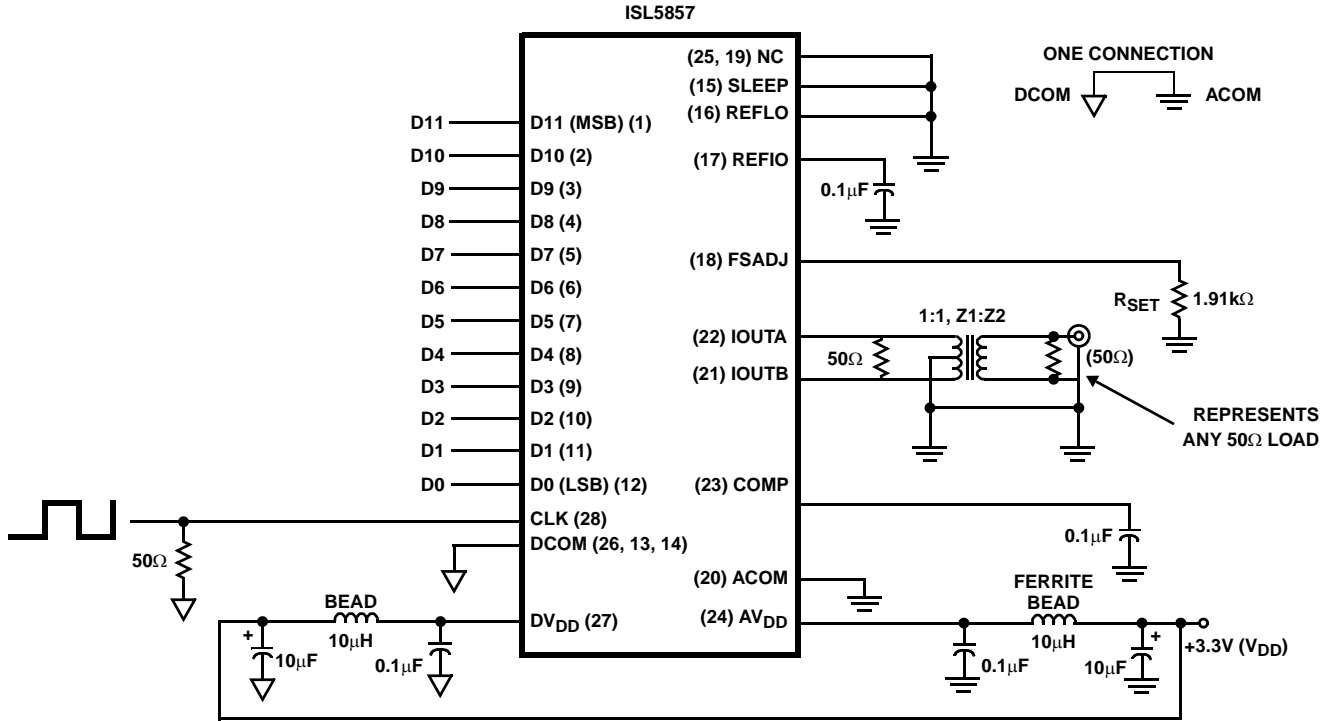 ISL5857
(25, 19) NC
(15) SLEEP
(16) REFLO
(17) REFIO
0.1μF
(18) FSADJ
RSET
1.91kΩ
ONE CONNECTION
DCOM
ACOM
D11
D11 (MSB) (1)
D10
D10 (2)
D9
D9 (3)
D8
D8 (4)
D7
D7 (5)
D6
D6 (6)
D5
D5 (7)
D4
D4 (8)
D3
D3 (9)
D2
D2 (10)
D1
D1 (11)
D0
D0 (LSB) (12)
CLK (28)
50Ω
DCOM (26, 13, 14)
DVDD (27)
BEAD
10μH
+
10μF
0.1μF
1:1, Z1:Z2
(22) IOUTA
50Ω
(50Ω)
(21) IOUTB
REPRESENTS
ANY 50Ω LOAD
(23) COMP
0.1μF
(20) ACOM
(24) AVDD
FERRITE
BEAD
10μH
0.1μF
10μF
+
+3.3V (VDD)